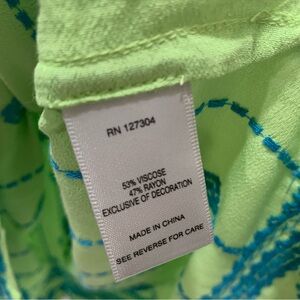 RN 127304
53% VISCOSE
47% RAYON
EXCLUSIVE OF DECORATION
MADE IN CHINA
SEE REVERSE FOR CARE